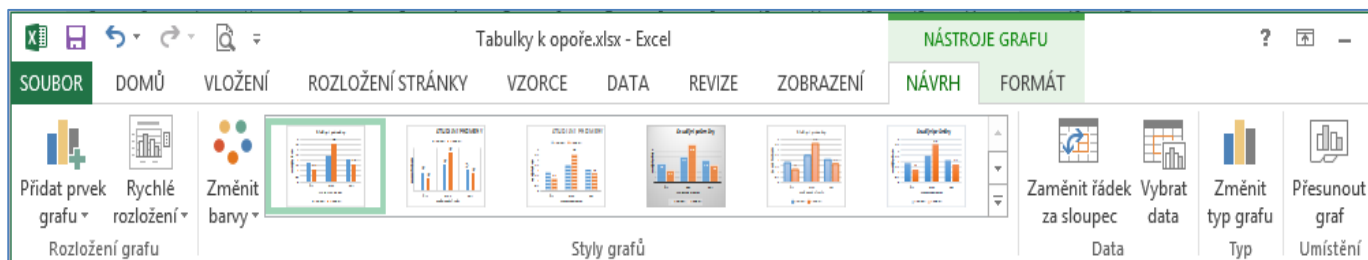 Tabulky k opoře.xlsx - Excel
NÁSTROJE GRAFU
?
SOUBOR DOMŮ VLOŽENÍ ROZLOŽENÍ STRÁNKY VZORCE DATA REVIZE ZOBRAZENÍ NÁVRH FORMÁT
Přidat prvek
grafu
Rychlé
rozložení
Změnit
barvy
Zaměnit řádek
za sloupec
Vybrat
data
Změnit
typ grafu
Přesunout
graf
Rozložení grafu
Styly grafů
Data
Typ
Umístění